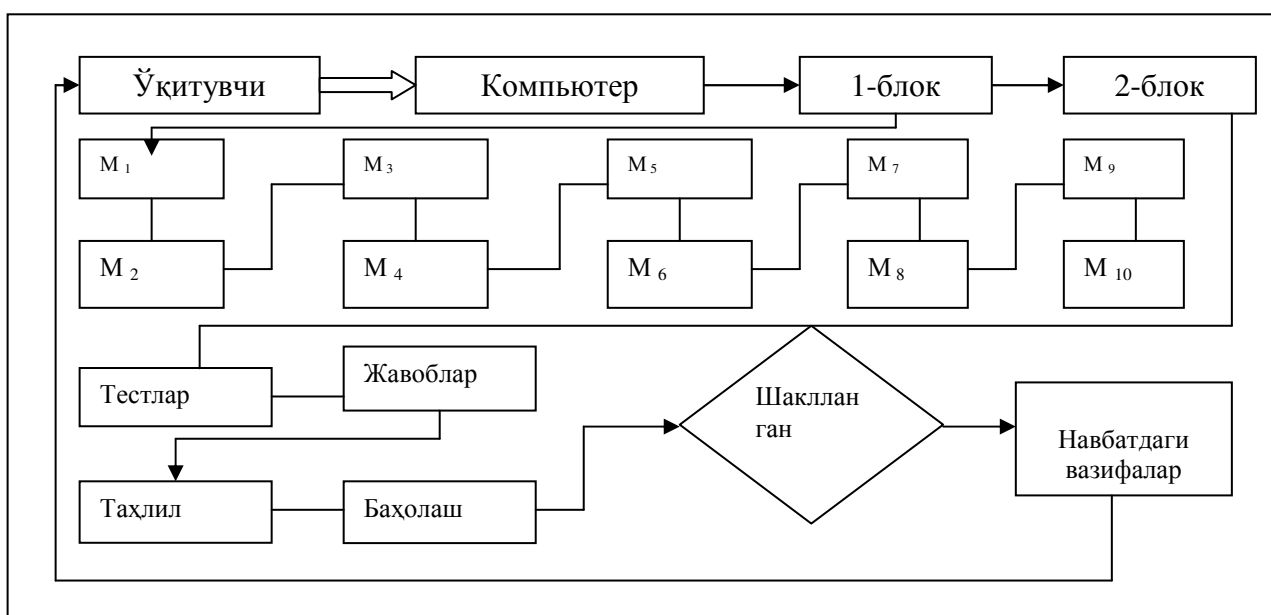 Ўқитувчи
Компьютер
1-блок
2-блок
М 1
М 3
М 5
М 7
М 9
М 2
М 4
М 6
М 8
М 10
Тестлар
Жавоблар
Шакллан
ган
Навбатдаги
вазифалар
Таҳлил
Баҳолаш